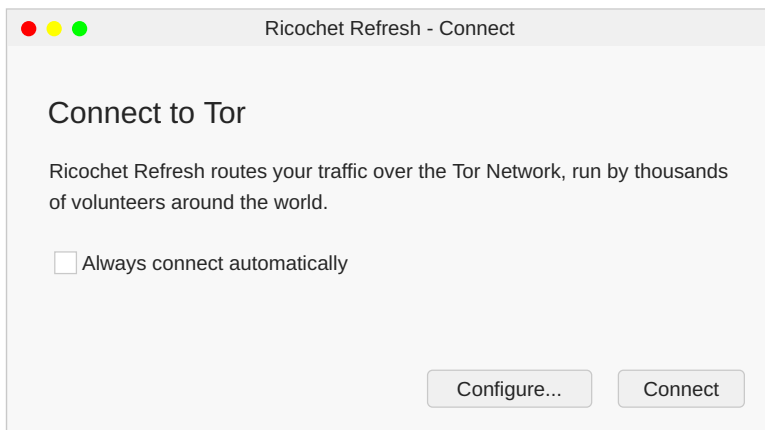 Ricochet Refresh - Connect
Connect to Tor
Ricochet Refresh routes your traffic over the Tor Network, run by thousands
of volunteers around the world.
Always connect automatically
Configure...
Connect